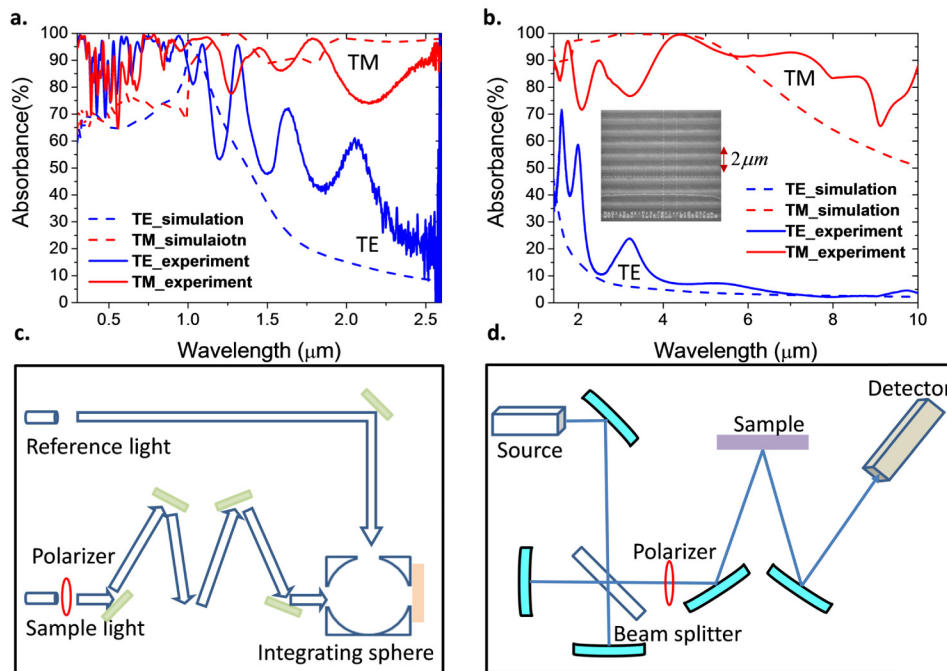 a.
100
90
80
70
60
50
40
30
20
10
0
Absorbance(%)
TM
TE
TE_simulation
TM_simulaiotn
TE_experiment
TM_experiment
0.5 1.0 1.5 2.0 2.5
Wavelength (μm)
b.
100
90
80
70
60
50
40
30
20
10
0
Absorbance(%)
TM
2μm
TE_simulation
TM_simulation
TE_experiment
TM_experiment
TE
2 4 6 8 10
Wavelength (μm)
c.
Reference light
Polarizer
Sample light
Integrating sphere
d.
Detector
Source
Sample
Polarizer
Beam splitter